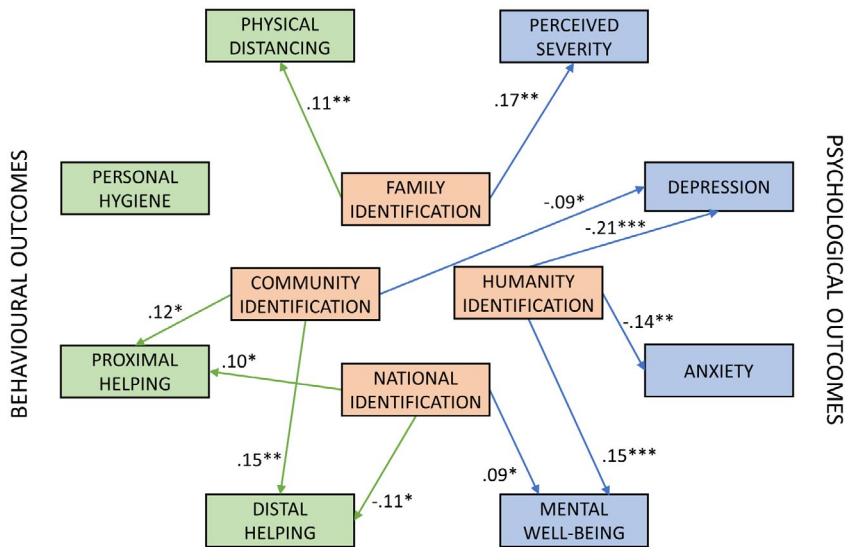 PHYSICAL
DISTANCING
PERCEIVED
SEVERITY
.11**
.17**
BEHAVIOURAL OUTCOMES
PSYCHOLOGICAL OUTCOMES
PERSONAL
HYGIENE
FAMILY
IDENTIFICATION
DEPRESSION
-.09*
-.21***
COMMUNITY
IDENTIFICATION
HUMANITY
IDENTIFICATION
.12*
-.14**
PROXIMAL
HELPING
.10*
NATIONAL
IDENTIFICATION
ANXIETY
.15**
-.11*
.09*
.15***
DISTAL
HELPING
MENTAL
WELL-BEING